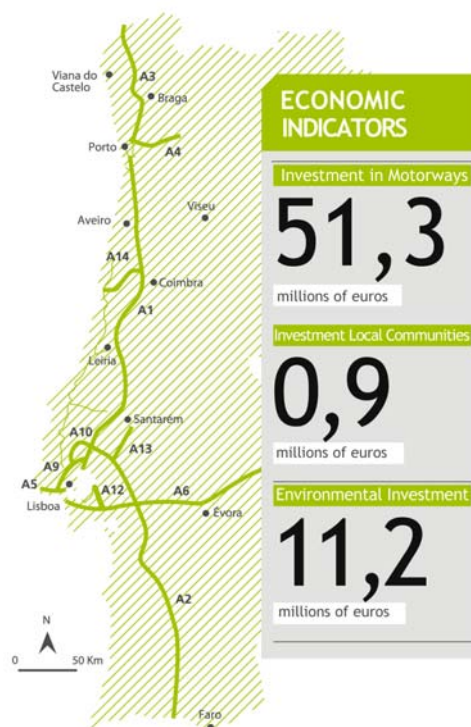 Viana do
Castelo
A3
Braga
Porto
A4
Aveiro
Viseu
A14
Coimbra
A1
Leiria
Santarém
A10
A13
A9
A5
A12
A6
Lisboa
Évora
A2
N
0 50 Km
Faro
ECONOMIC
INDICATORS
Investment in Motorways
51,3
millions of euros
Investment Local Communities
0,9
millions of euros
Environmental Investment
11,2
millions of euros